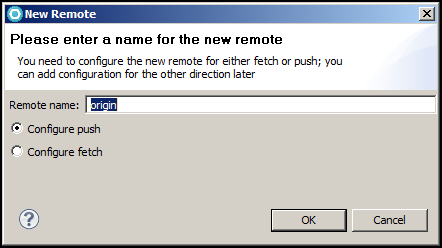 New Remote
Please enter a name for the new remote
You need to configure the new remote for either fetch or push; you
can add configuration for the other direction later
Remote name: origin
Configure push
Configure fetch
?
OK Cancel